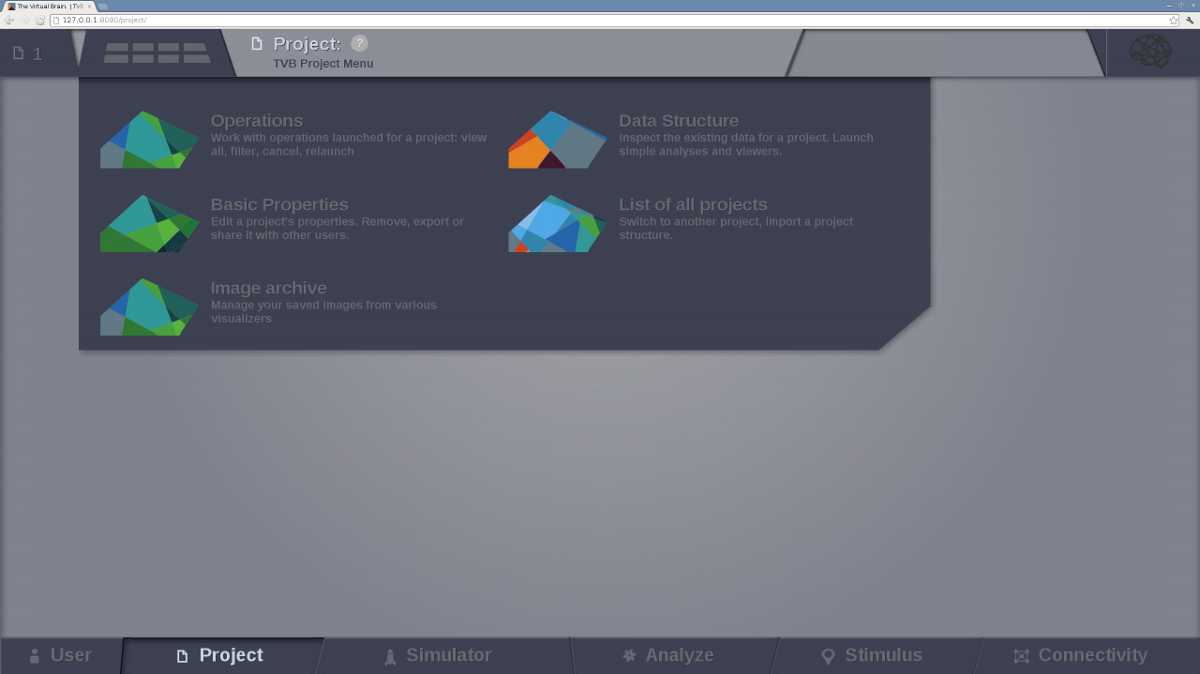 The Virtual Brain. | TVB
127.0.0.1:8080/project/
1
Project: ?
TVB Project Menu
Operations
Work with operations launched for a project: view
all, filter, cancel, relaunch
Data Structure
Inspect the existing data for a project. Launch
simple analyses and viewers.
Basic Properties
Edit a project's properties. Remove, export or
share it with other users.
List of all projects
Switch to another project, import a project
structure.
Image archive
Manage your saved images from various
visualizers
User
Project
Simulator
Analyze
Stimulus
Connectivity